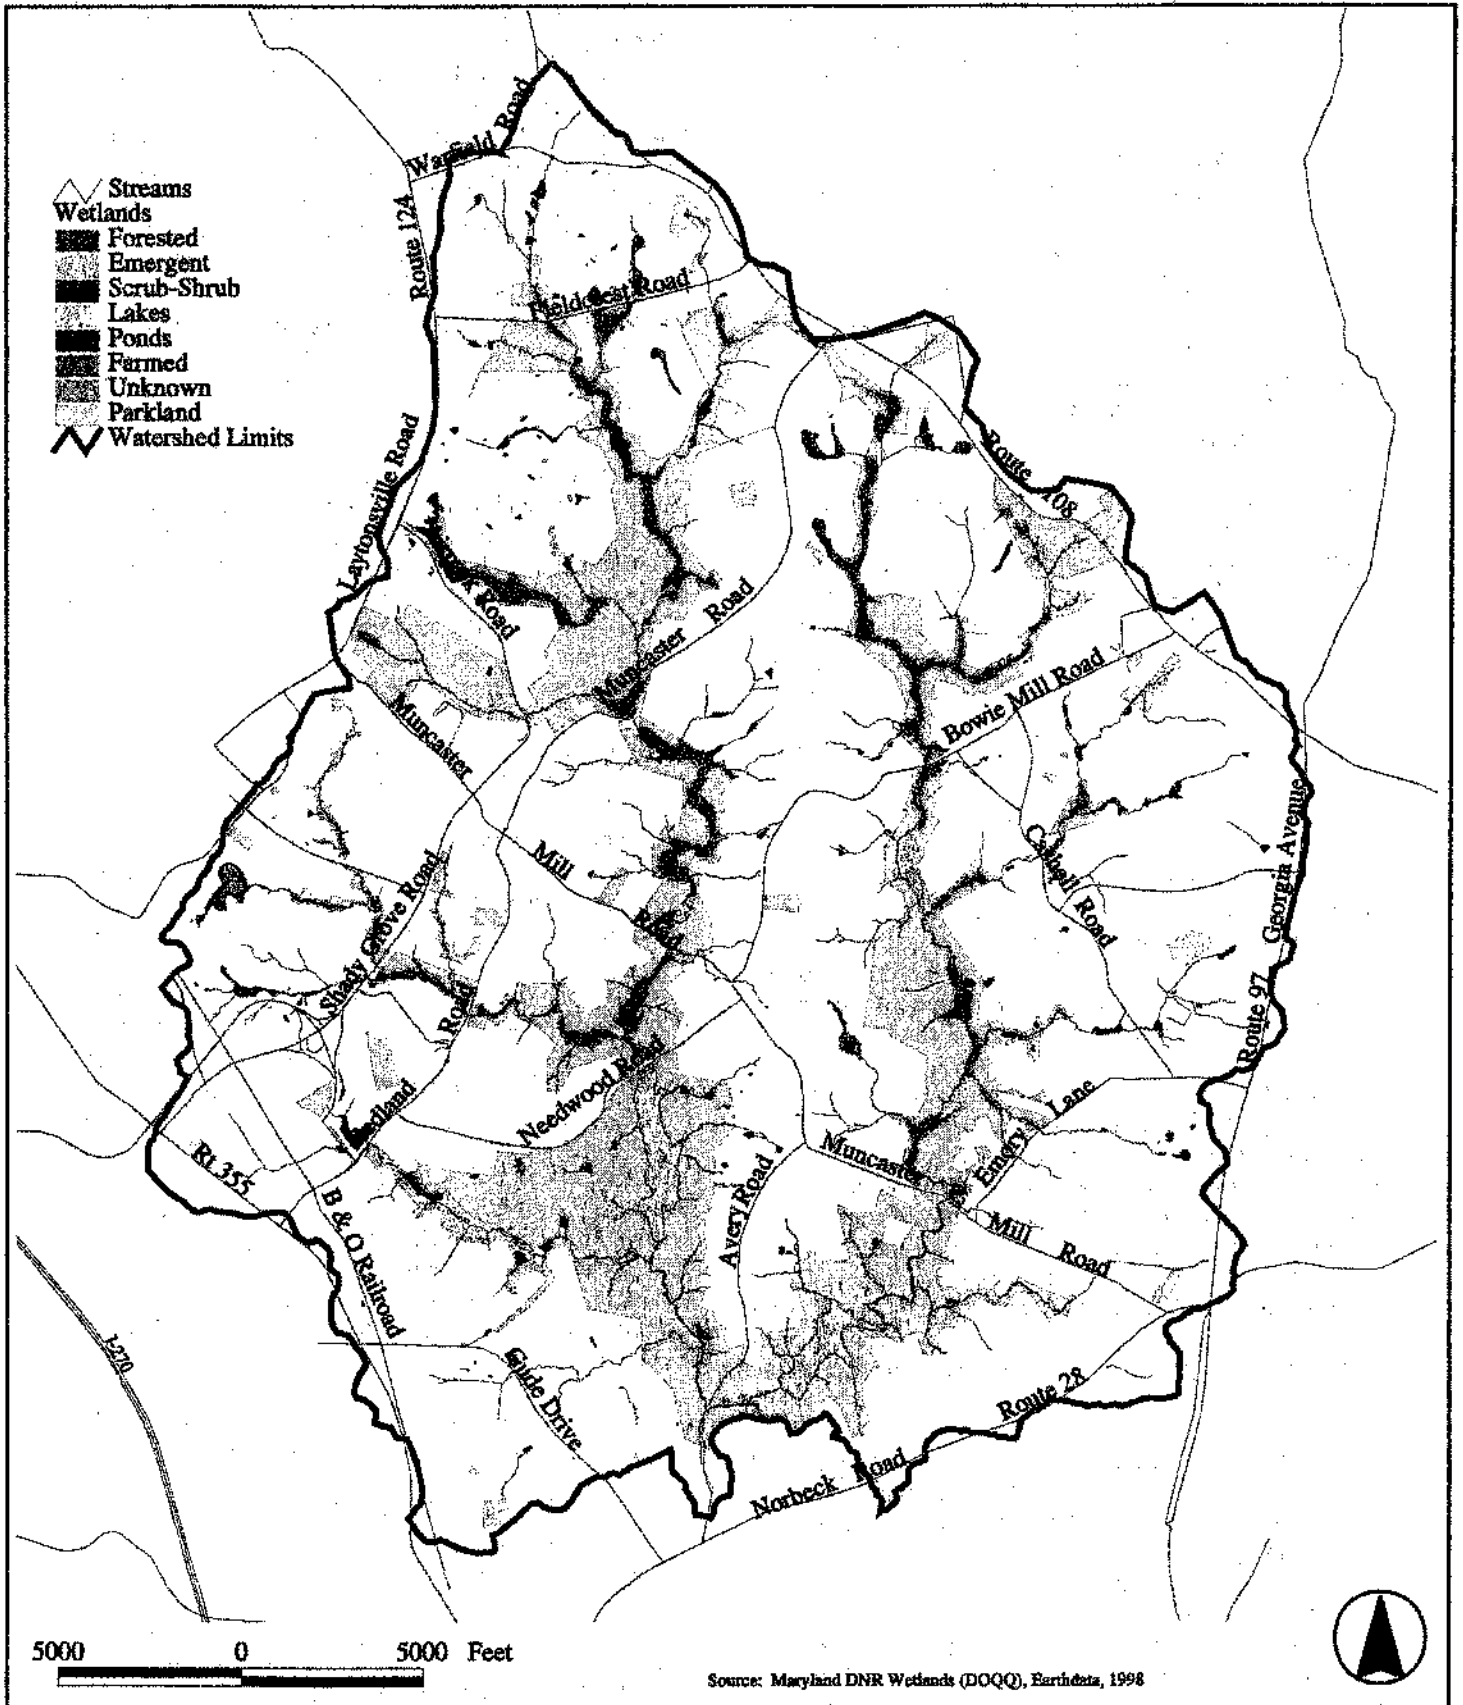 Warfield Road
Streams
Wetlands
Forested
Emergent
Scrub-Shrub
Lakes
Ponds
Farmed
Unknown
Parkland
Watershed Limits
Route 124
Fieldcrest Road
Laytonsville Road
Route 108
Road
Muncaster Road
Bowie Mill Road
Muncaster
Mill
Road
Shady Grove Road
Cashell Road
Georgia Avenue
Route 97
Road
Needwood Road
Redland
Rt 355
B & O Railroad
Avery Road
Muncaster
Emory Lane
Mill Road
I-270
Gude Drive
Route 28
Norbeck Road
5000 0 5000 Feet
Source: Maryland DNR Wetlands (DOQQ), Earthdata, 1998